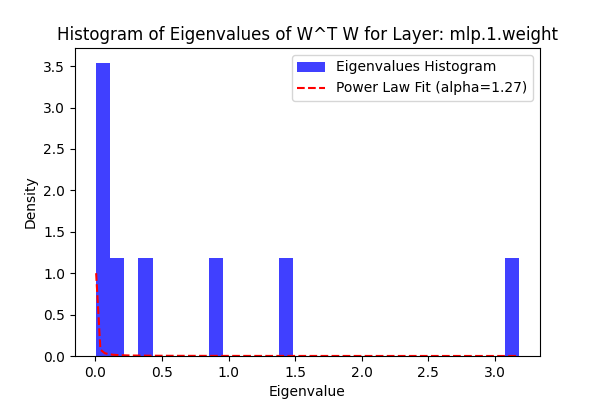 Histogram of Eigenvalues of W^T W for Layer: mlp.1.weight
Eigenvalues Histogram
Power Law Fit (alpha=1.27)
Density
3.5
3.0
2.5
2.0
1.5
1.0
0.5
0.0
0.0 0.5 1.0 1.5 2.0 2.5 3.0
Eigenvalue